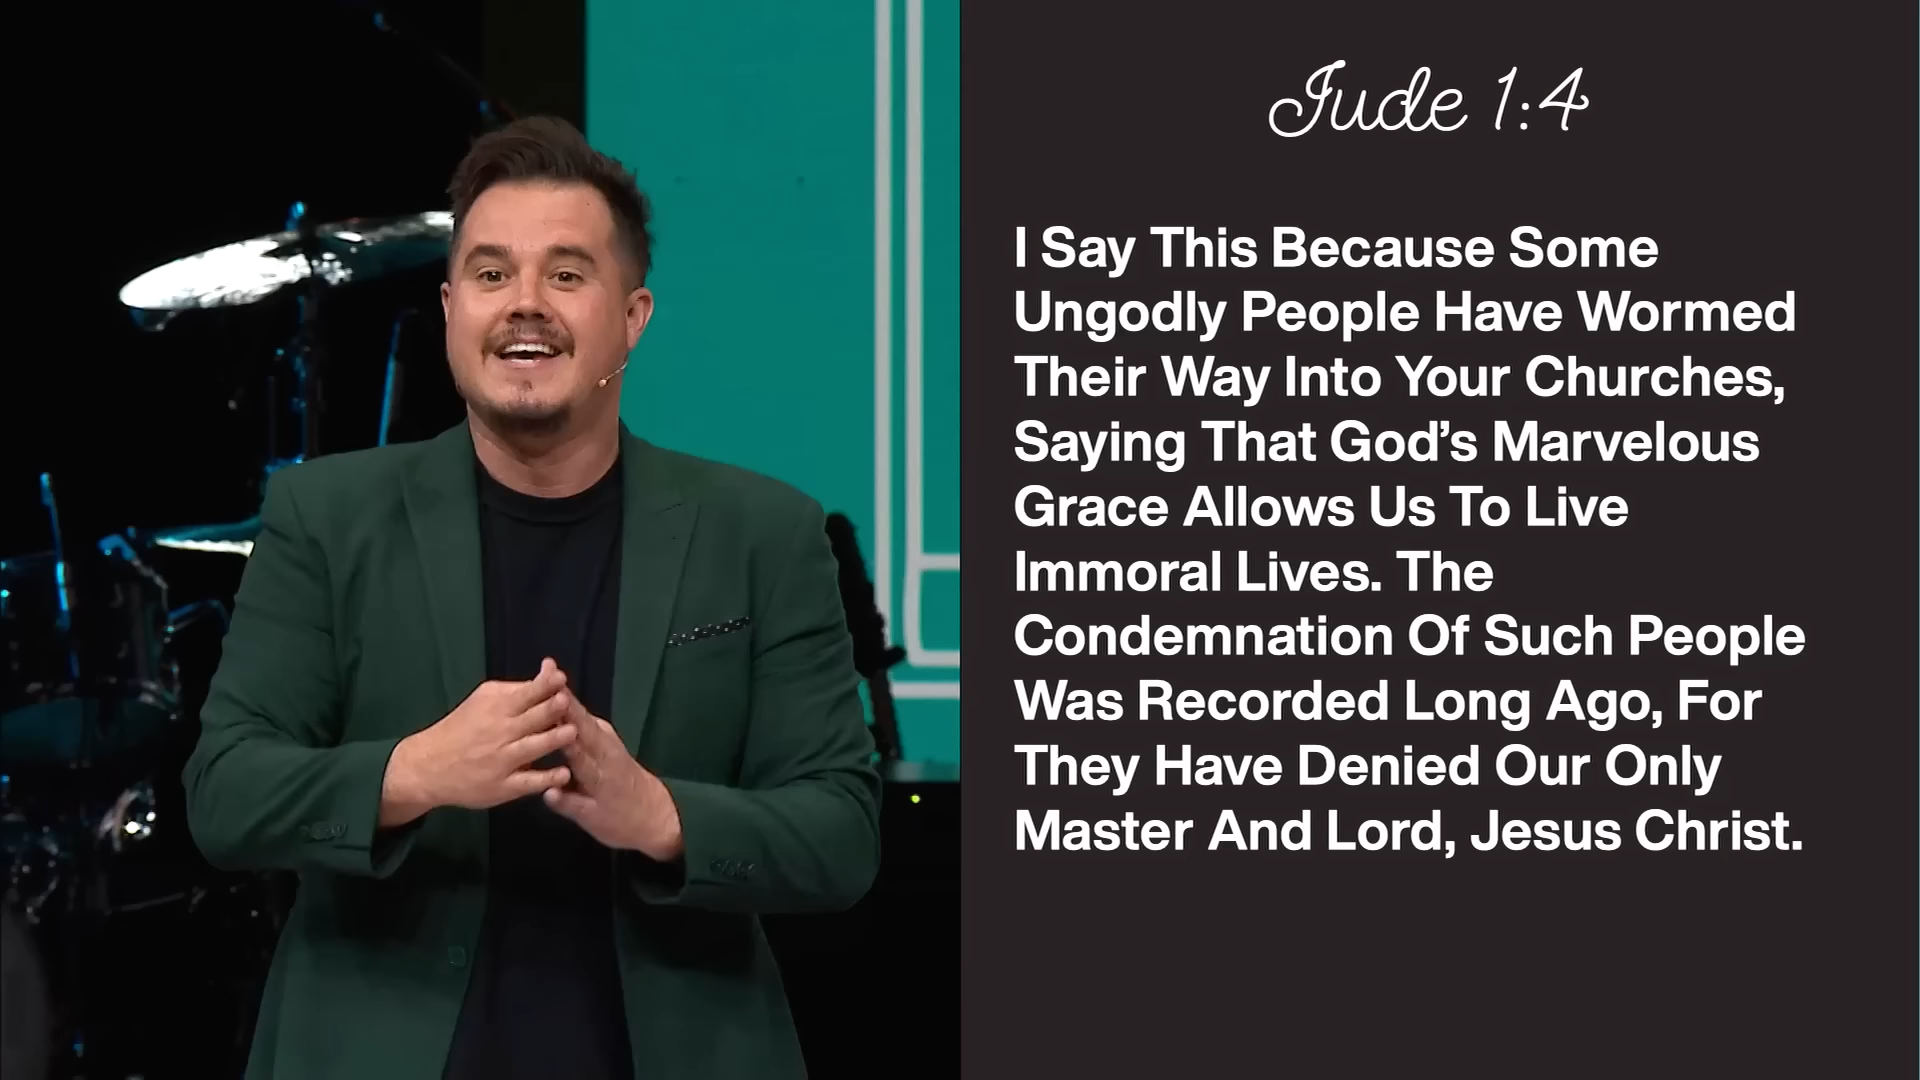 Jude 1:4
I Say This Because Some
Ungodly People Have Wormed
Their Way Into Your Churches,
Saying That God’s Marvelous
Grace Allows Us To Live
Immoral Lives. The
Condemnation Of Such People
Was Recorded Long Ago, For
They Have Denied Our Only
Master And Lord, Jesus Christ.